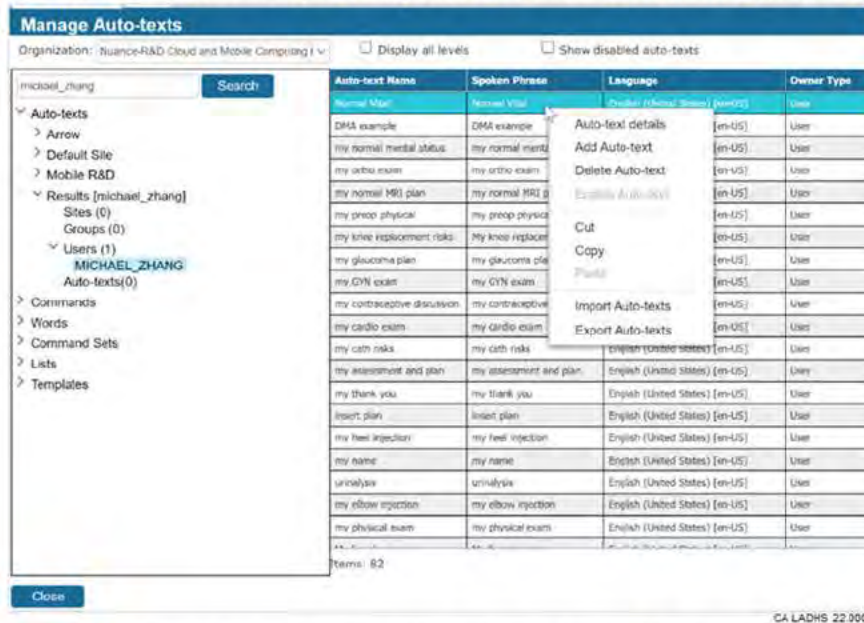 Manage Auto-texts
Organization: Nuance-R&D Cloud and Mobile Computing
Display all levels
Show disabled auto-texts
michael_zhang
Search
Auto-texts
Arrow
Default Site
Mobile R&D
Results [michael_zhang]
Sites (0)
Groups (0)
Users (1)
MICHAEL_ZHANG
Auto-texts(0)
Commands
Words
Command Sets
Lists
Templates
Auto-text Name Spoken Phrase Language Owner Type
Normal Vital Normal Vital English (United States) [en-US] User
DMA example DMA example [en-US] User
my normal mental status my normal menta [en-US] User
my ortho exam my ortho exam [en-US] User
my normal MRI plan my normal MRI p [en-US] User
my preop physical my preop physica [en-US] User
my knee replacement risks My knee replacer [en-US] User
my glaucoma plan my glaucoma pla [en-US] User
my GYN exam my GYN exam [en-US] User
my contraceptive discussion my contraceptive [en-US] User
my cardio exam my cardio exam [en-US] User
my cath risks my cath risks English (United States) [en-US] User
my assessment and plan my assessment and plan English (United States) [en-US] User
my thank you my thank you English (United States) [en-US] User
insert plan insert plan English (United States) [en-US] User
my heel injection my heel injection English (United States) [en-US] User
my name my name English (United States) [en-US] User
urinalysis urinalysis English (United States) [en-US] User
my elbow injection my elbow injection English (United States) [en-US] User
my physical exam my physical exam English (United States) [en-US] User
Auto-text details
Add Auto-text
Delete Auto-text
Auto-text
Cut
Copy
Paste
Import Auto-texts
Export Auto-texts
Items: 82
Close
CA LADHS 22.000